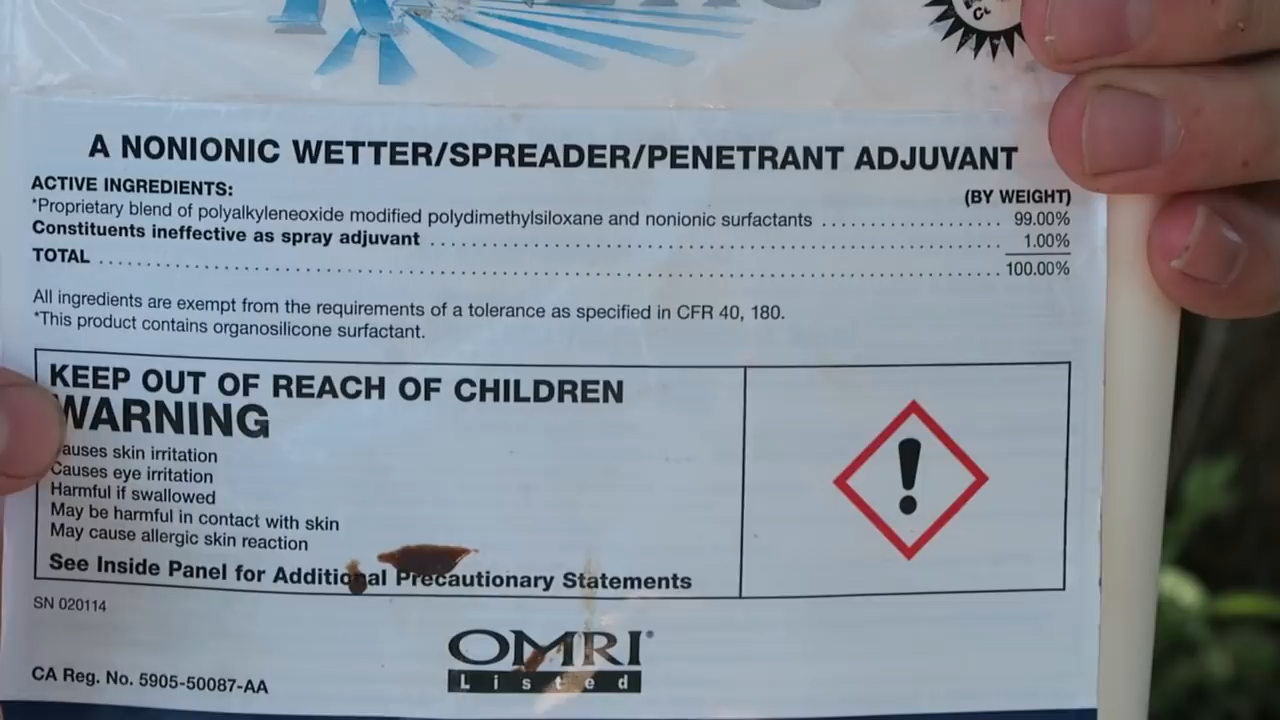 A NONIONIC WETTER/SPREADER/PENETRANT ADJUVANT
ACTIVE INGREDIENTS: (BY WEIGHT)
*Proprietary blend of polyalkyleneoxide modified polydimethylsiloxane and nonionic surfactants .................... 99.00%
Constituents ineffective as spray adjuvant .................... 1.00%
TOTAL .................... 100.00%
All ingredients are exempt from the requirements of a tolerance as specified in CFR 40, 180.
*This product contains organosilicone surfactant.
KEEP OUT OF REACH OF CHILDREN
WARNING
auses skin irritation
Causes eye irritation
Harmful if swallowed
May be harmful in contact with skin
May cause allergic skin reaction
See Inside Panel for Additional Precautionary Statements
SN 020114
OMRI®
Listed
CA Reg. No. 5905-50087-AA